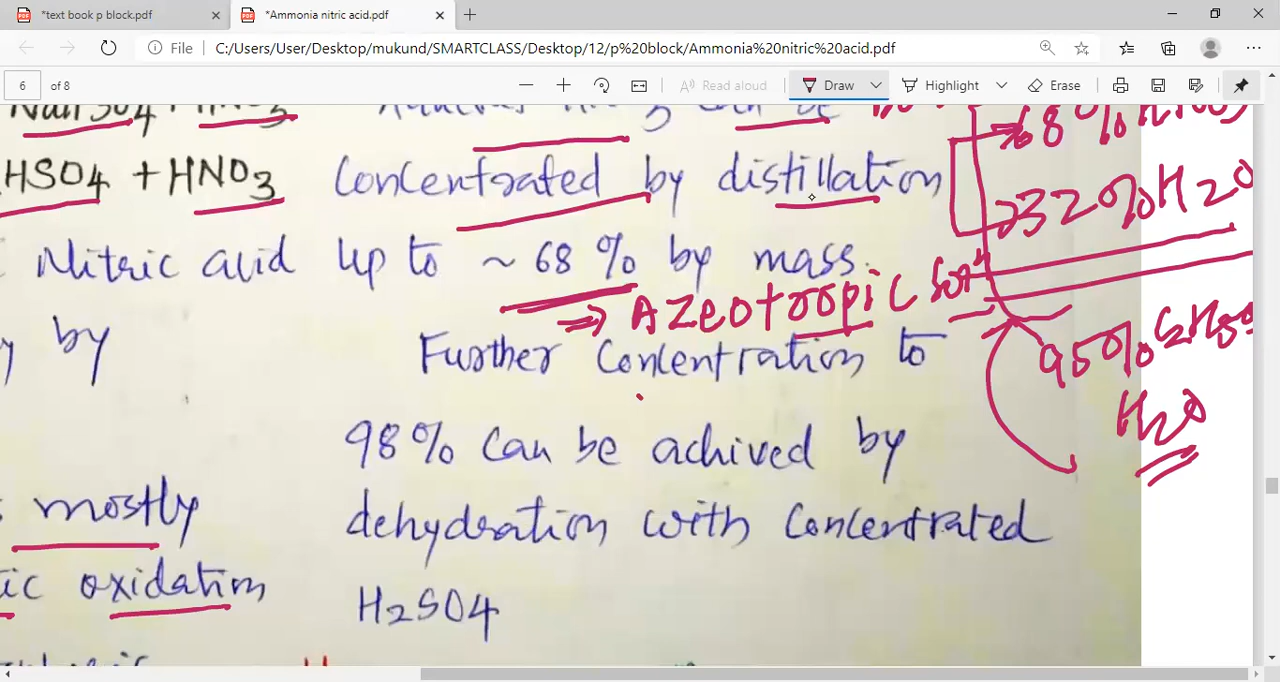 *text book p block.pdf
*Ammonia nitric acid.pdf
File
C:/Users/User/Desktop/mukund/SMARTCLASS/Desktop/12/p%20block/Ammonia%20nitric%20acid.pdf
6 of 8
Read aloud
Draw
Highlight
Erase
HSO4 + HNO3
Concentrated by distillation
Nitric acid
up to ~ 68 % by mass.
⇒ Azeotropic Solⁿ
by
Further Concentration to
98% can be achived by
mostly
dehydration with Concentrated
oxidation
H2SO4
68% HNO3
32% H2O
95% C2H5O
H2O